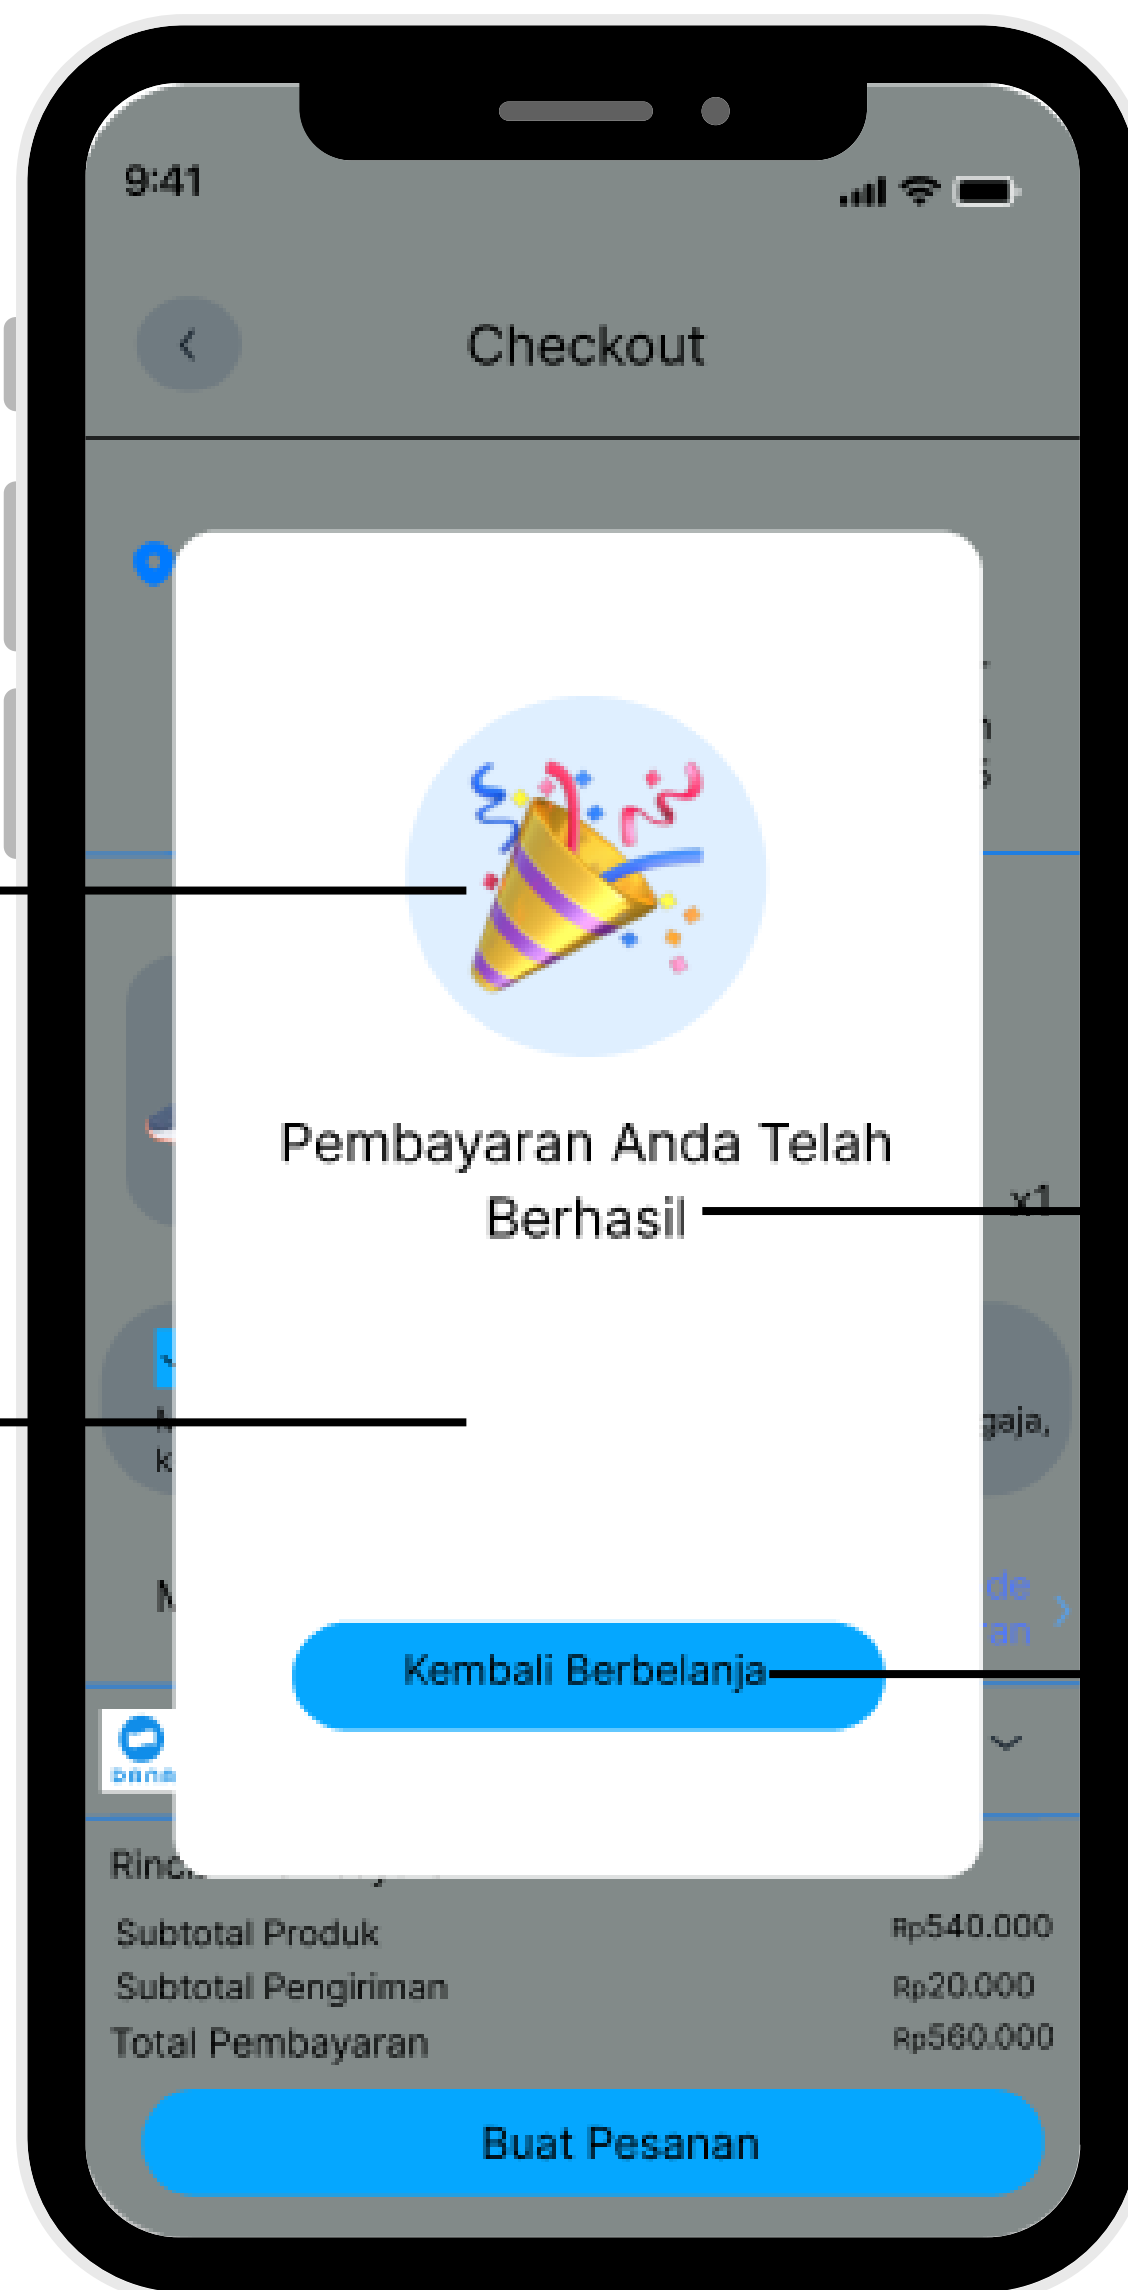 9:41
Checkout
Pembayaran Anda Telah
Berhasil
x1
gaja,
Kembali Berbelanja
DANA
Subtotal Produk
Rp540.000
Subtotal Pengiriman
Rp20.000
Total Pembayaran
Rp560.000
Buat Pesanan